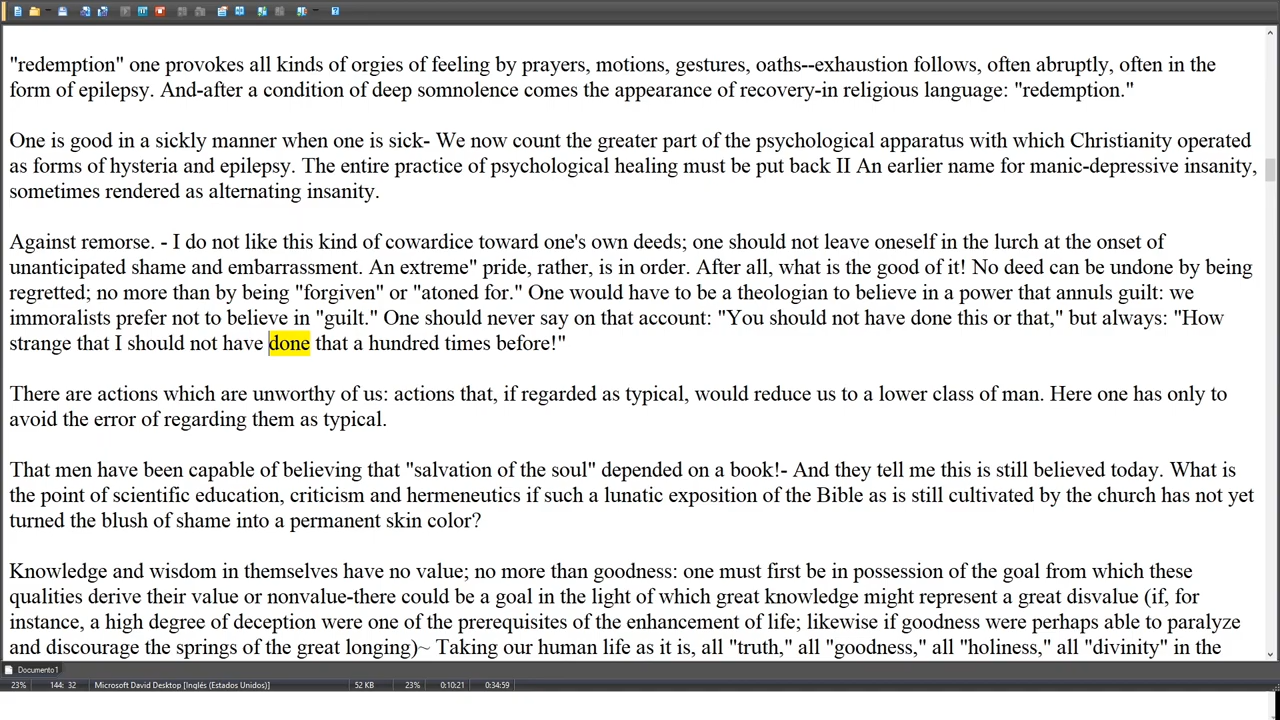 "redemption" one provokes all kinds of orgies of feeling by prayers, motions, gestures, oaths--exhaustion follows, often abruptly, often in the
form of epilepsy. And-after a condition of deep somnolence comes the appearance of recovery-in religious language: "redemption."
One is good in a sickly manner when one is sick- We now count the greater part of the psychological apparatus with which Christianity operated
as forms of hysteria and epilepsy. The entire practice of psychological healing must be put back II An earlier name for manic-depressive insanity,
sometimes rendered as alternating insanity.
Against remorse. - I do not like this kind of cowardice toward one's own deeds; one should not leave oneself in the lurch at the onset of
unanticipated shame and embarrassment. An extreme" pride, rather, is in order. After all, what is the good of it! No deed can be undone by being
regretted; no more than by being "forgiven" or "atoned for." One would have to be a theologian to believe in a power that annuls guilt: we
immoralists prefer not to believe in "guilt." One should never say on that account: "You should not have done this or that," but always: "How
strange that I should not have done that a hundred times before!"
There are actions which are unworthy of us: actions that, if regarded as typical, would reduce us to a lower class of man. Here one has only to
avoid the error of regarding them as typical.
That men have been capable of believing that "salvation of the soul" depended on a book!- And they tell me this is still believed today. What is
the point of scientific education, criticism and hermeneutics if such a lunatic exposition of the Bible as is still cultivated by the church has not yet
turned the blush of shame into a permanent skin color?
Knowledge and wisdom in themselves have no value; no more than goodness: one must first be in possession of the goal from which these
qualities derive their value or nonvalue-there could be a goal in the light of which great knowledge might represent a great disvalue (if, for
instance, a high degree of deception were one of the prerequisites of the enhancement of life; likewise if goodness were perhaps able to paralyze
and discourage the springs of the great longing)~ Taking our human life as it is, all "truth," all "goodness," all "holiness," all "divinity" in the
Documento1
23% 144: 32 Microsoft David Desktop [Inglés (Estados Unidos)] 52 KB 23% 0:10:21 0:34:59